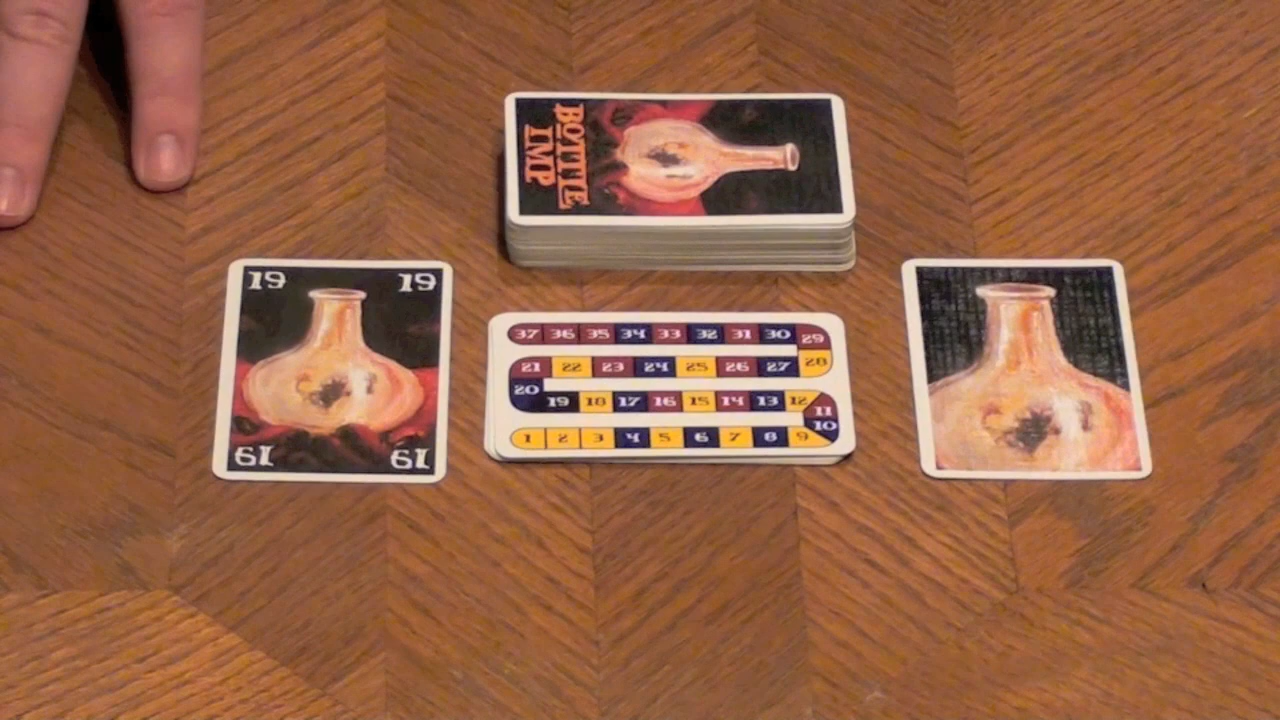 BOTTLE
IMP
19 19
19 19
37 36 35 34 33 32 31 30 29
21 22 23 24 25 26 27 28
20 19 18 17 16 15 14 13 12 11
1 2 3 4 5 6 7 8 9 10